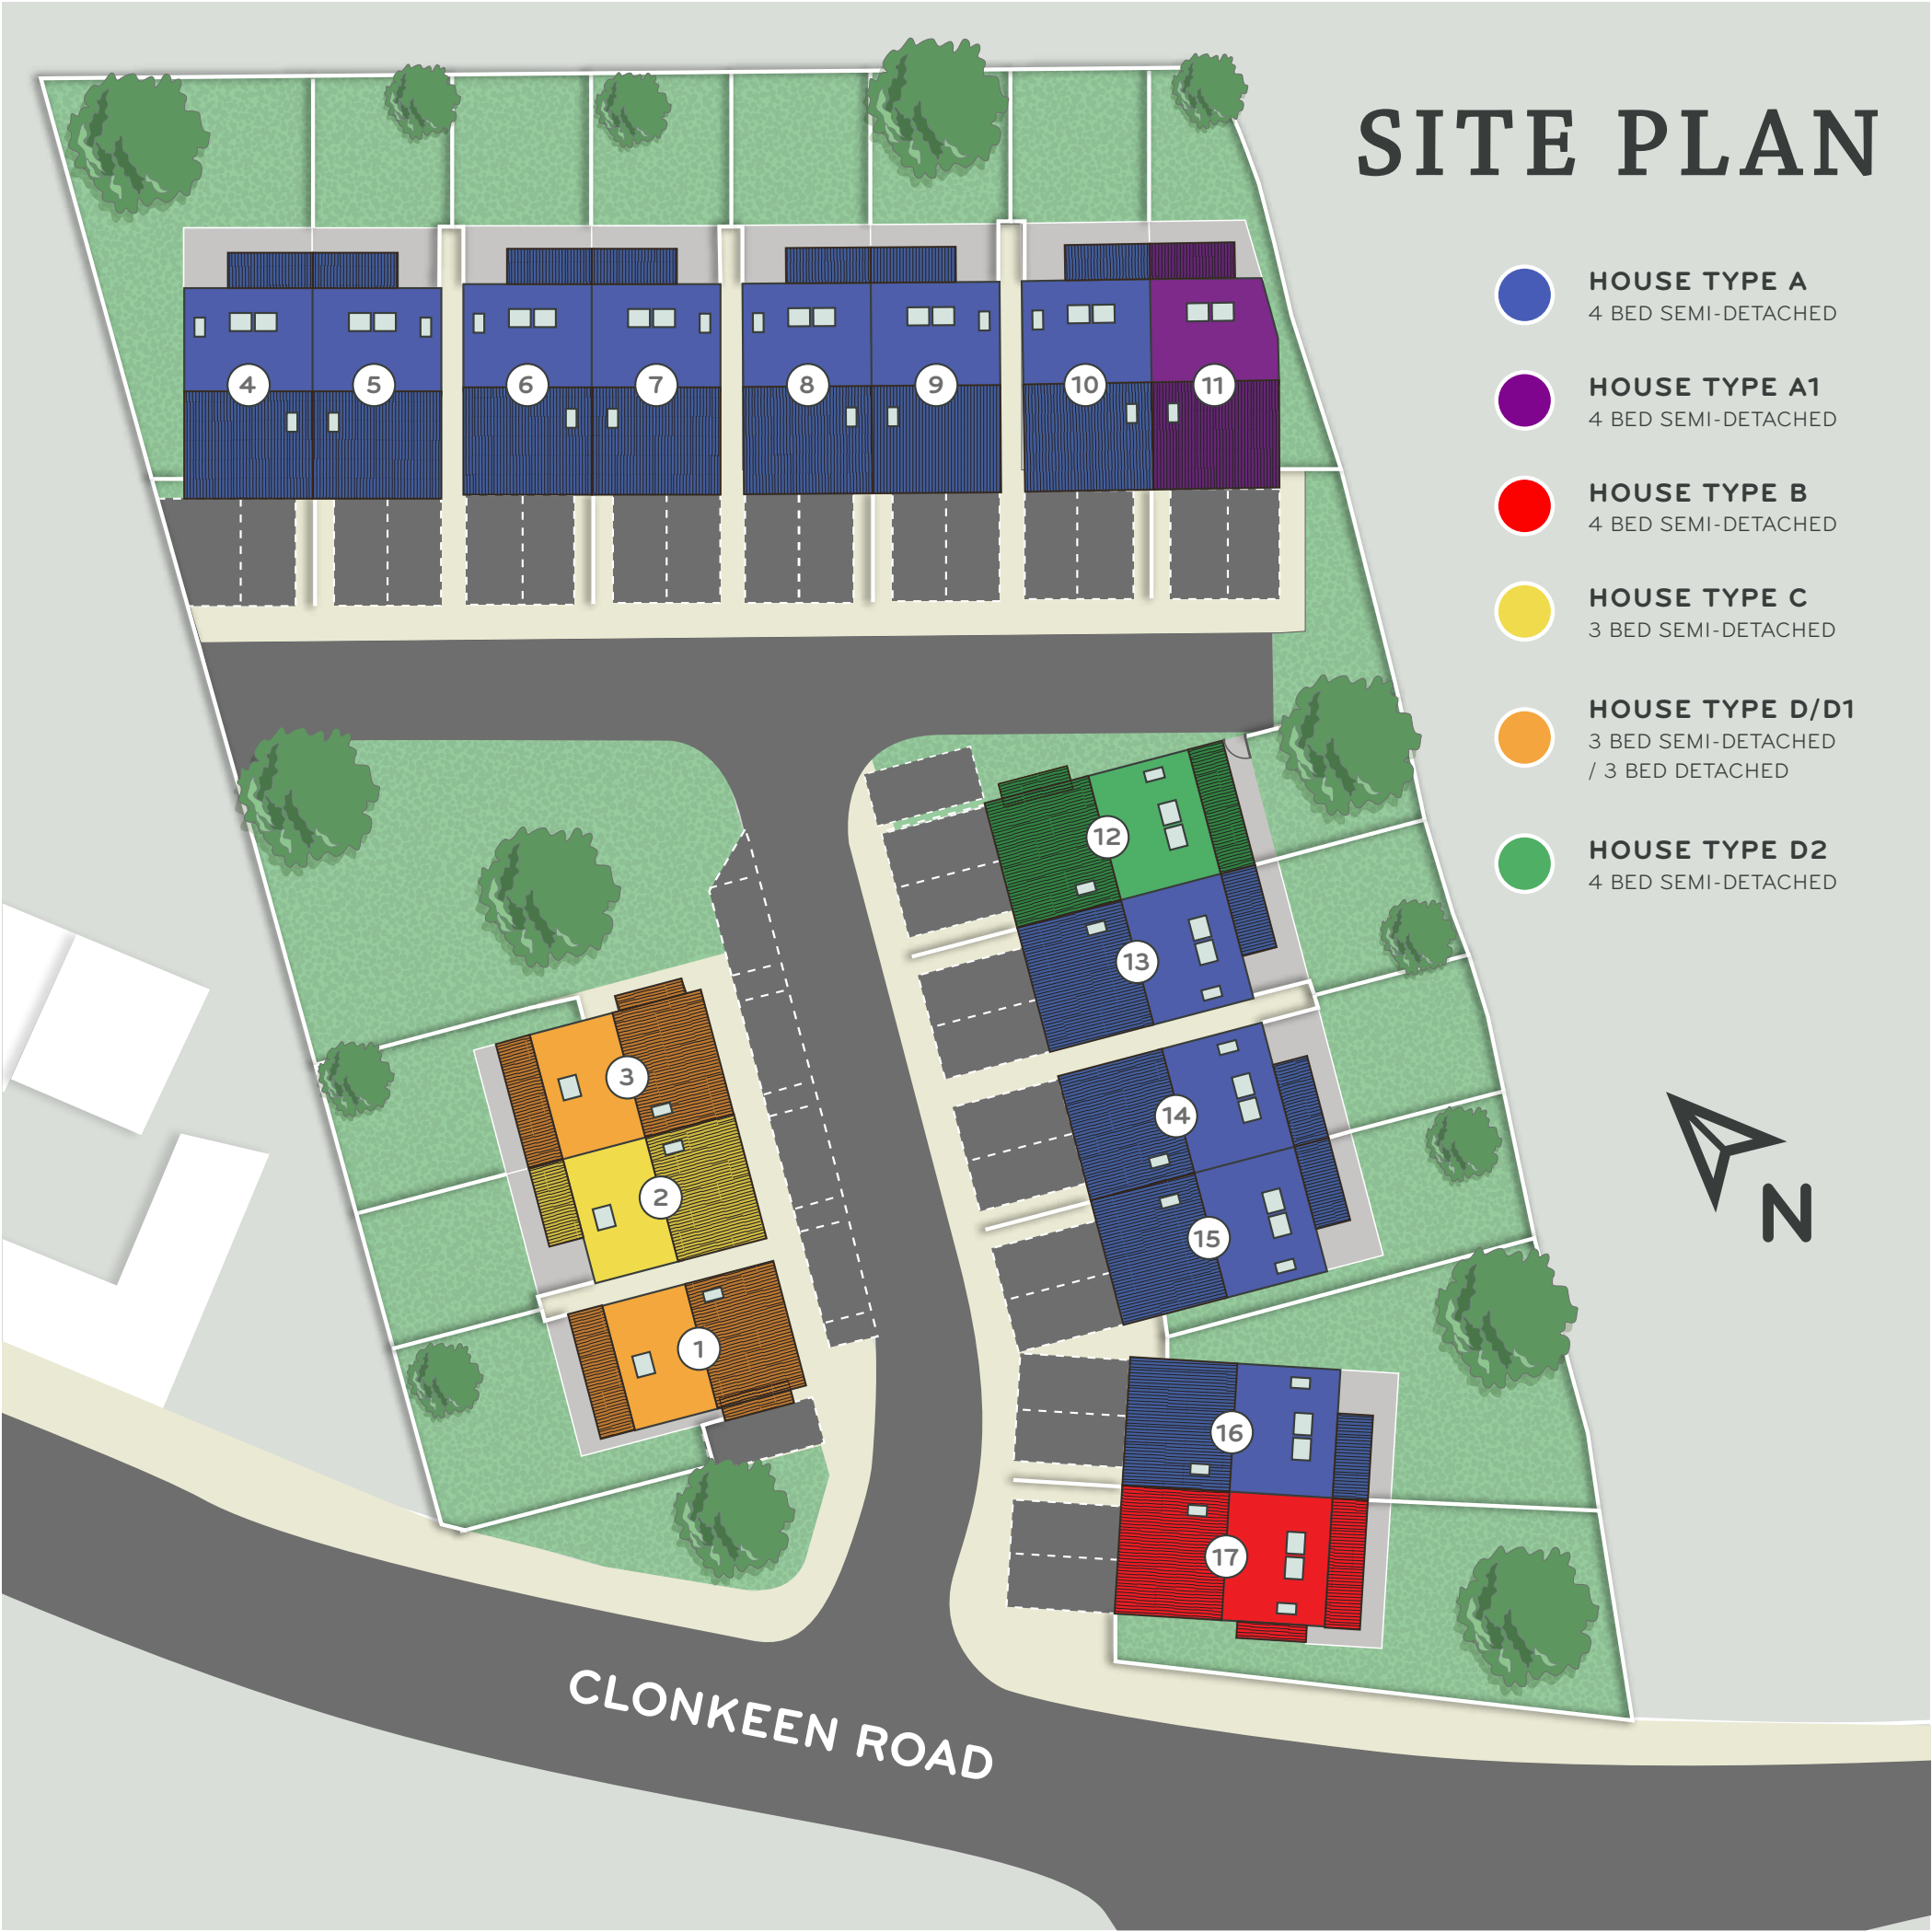 SITE PLAN
HOUSE TYPE A
4 BED SEMI-DETACHED
HOUSE TYPE A1
4 BED SEMI-DETACHED
HOUSE TYPE B
4 BED SEMI-DETACHED
HOUSE TYPE C
3 BED SEMI-DETACHED
HOUSE TYPE D/D1
3 BED SEMI-DETACHED
/ 3 BED DETACHED
HOUSE TYPE D2
4 BED SEMI-DETACHED
4
5
6
7
8
9
10
11
12
13
3
14
2
15
1
16
17
N
CLONKEEN ROAD